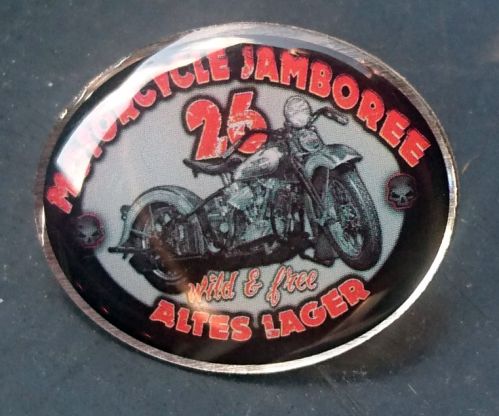 MOTORCYCLE JAMBOREE
26
wild & free
ALTES LAGER